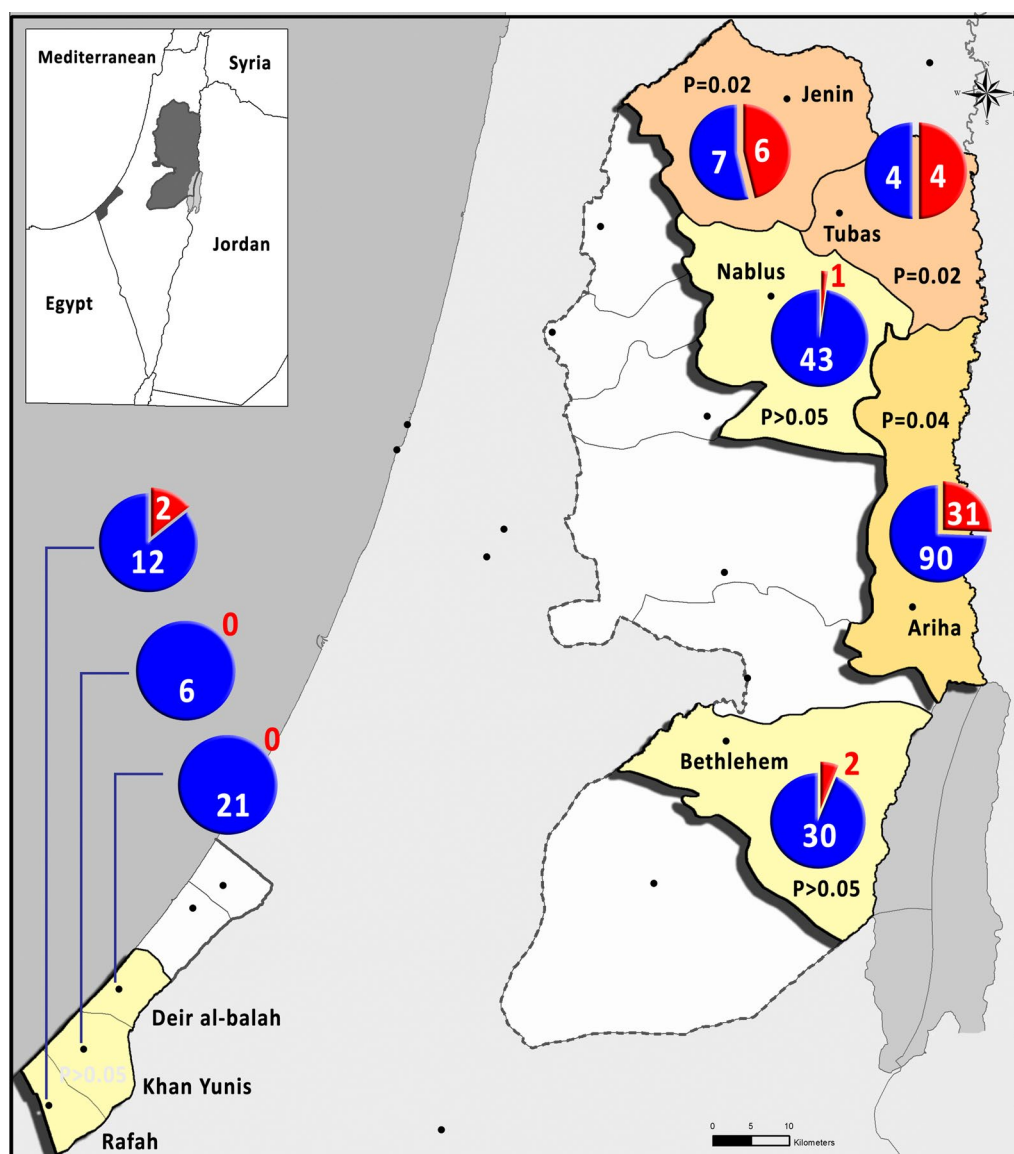 Mediterranean
Syria
Jordan
Egypt
P=0.02
Jenin
N
W
E
S
7
6
4
4
Tubas
P=0.02
Nablus
1
43
P>0.05
P=0.04
31
90
Ariha
2
12
0
6
0
21
Bethlehem
2
30
P>0.05
Deir al-balah
P>0.05
Khan Yunis
Rafah
0 5 10
Kilometers